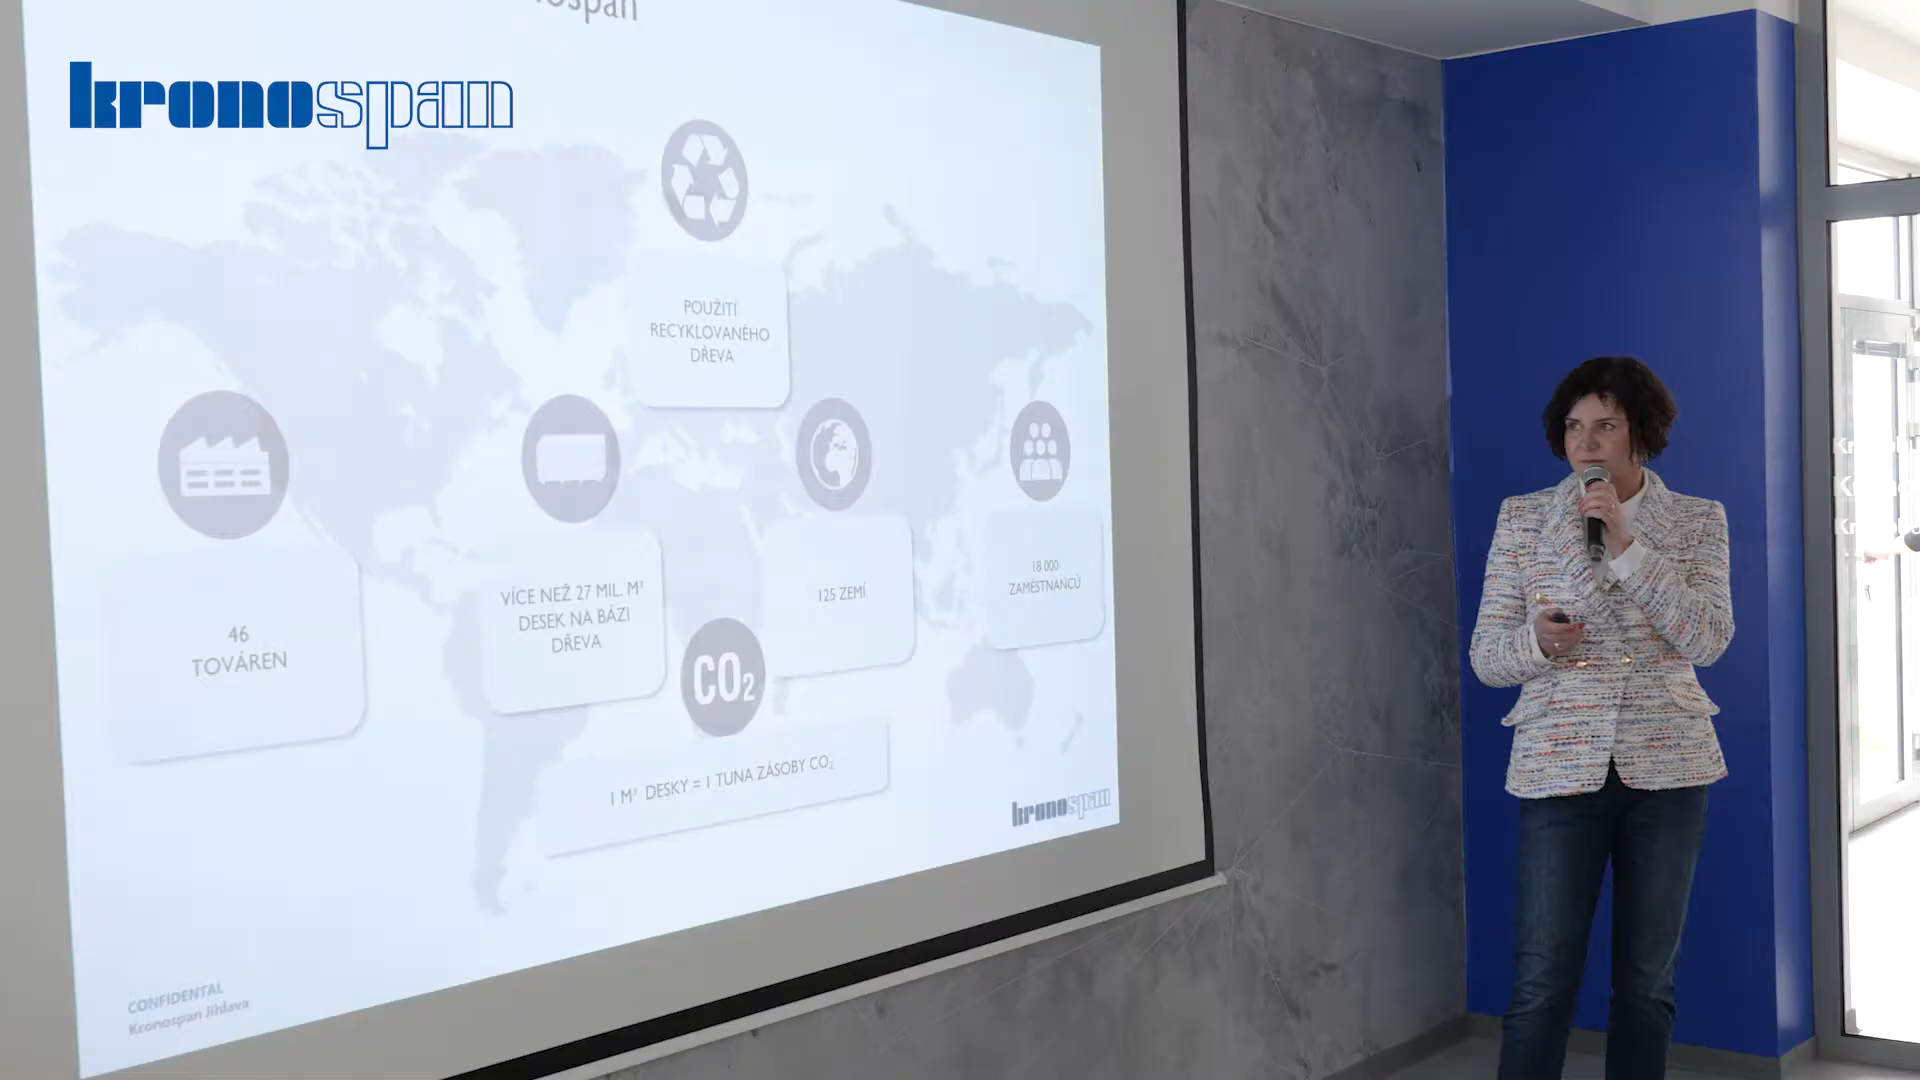 kronospan
POUŽITÍ
RECYKLOVANÉHO
DŘEVA
46
TOVÁREN
VÍCE NEŽ 27 MIL. M³
DESEK NA BÁZI
DŘEVA
125 ZEMÍ
18 000
ZAMĚSTNANCŮ
CO₂
1 M³ DESKY = 1 TUNA ZÁSOBY CO₂
kronospan
CONFIDENTAL
Kronospan Jihlava